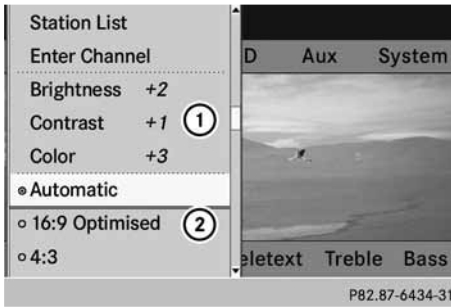 Station List
Enter Channel
Brightness +2
Contrast +1
Color +3
Automatic
16:9 Optimised
4:3
1
2
D Aux System
eletext Treble Bass
P82.87-6434-31